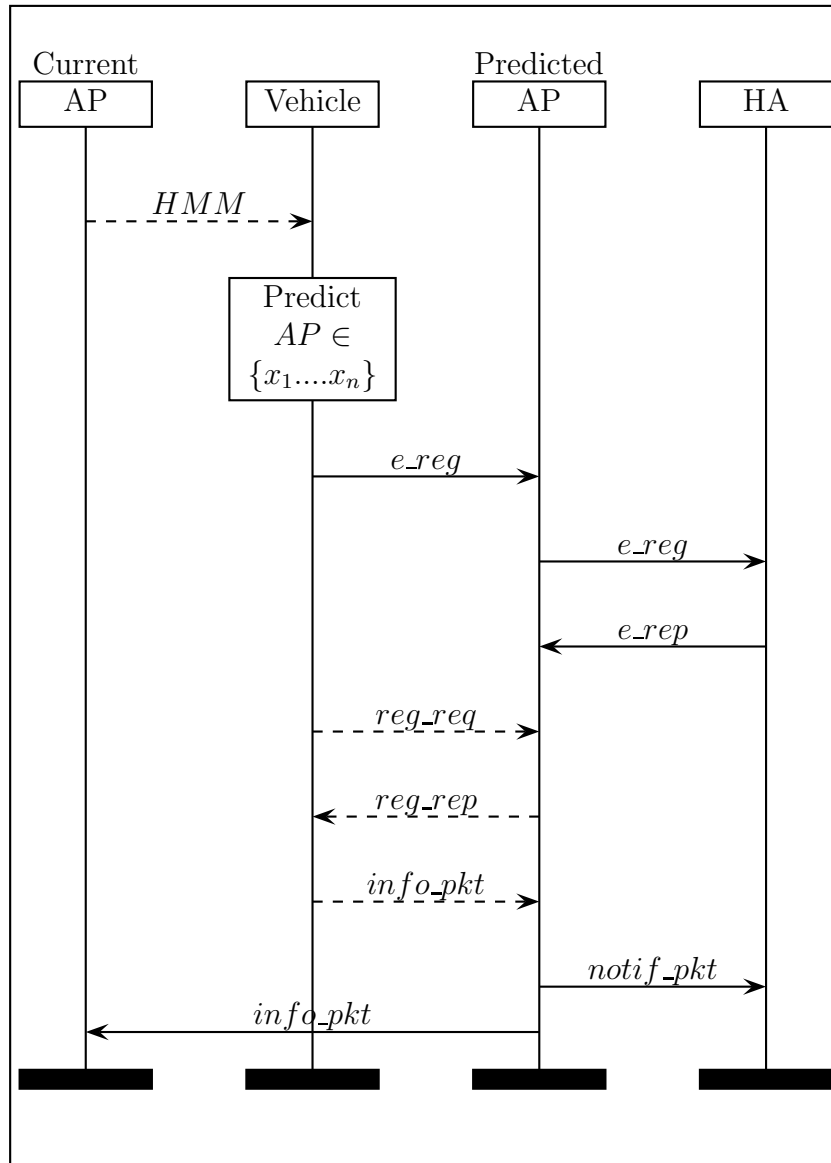 Current
Predicted
AP
Vehicle
AP
HA
HMM
Predict
AP ∈
{x₁....xₙ}
e_reg
e_reg
e_rep
reg_req
reg_rep
info_pkt
notif_pkt
info_pkt